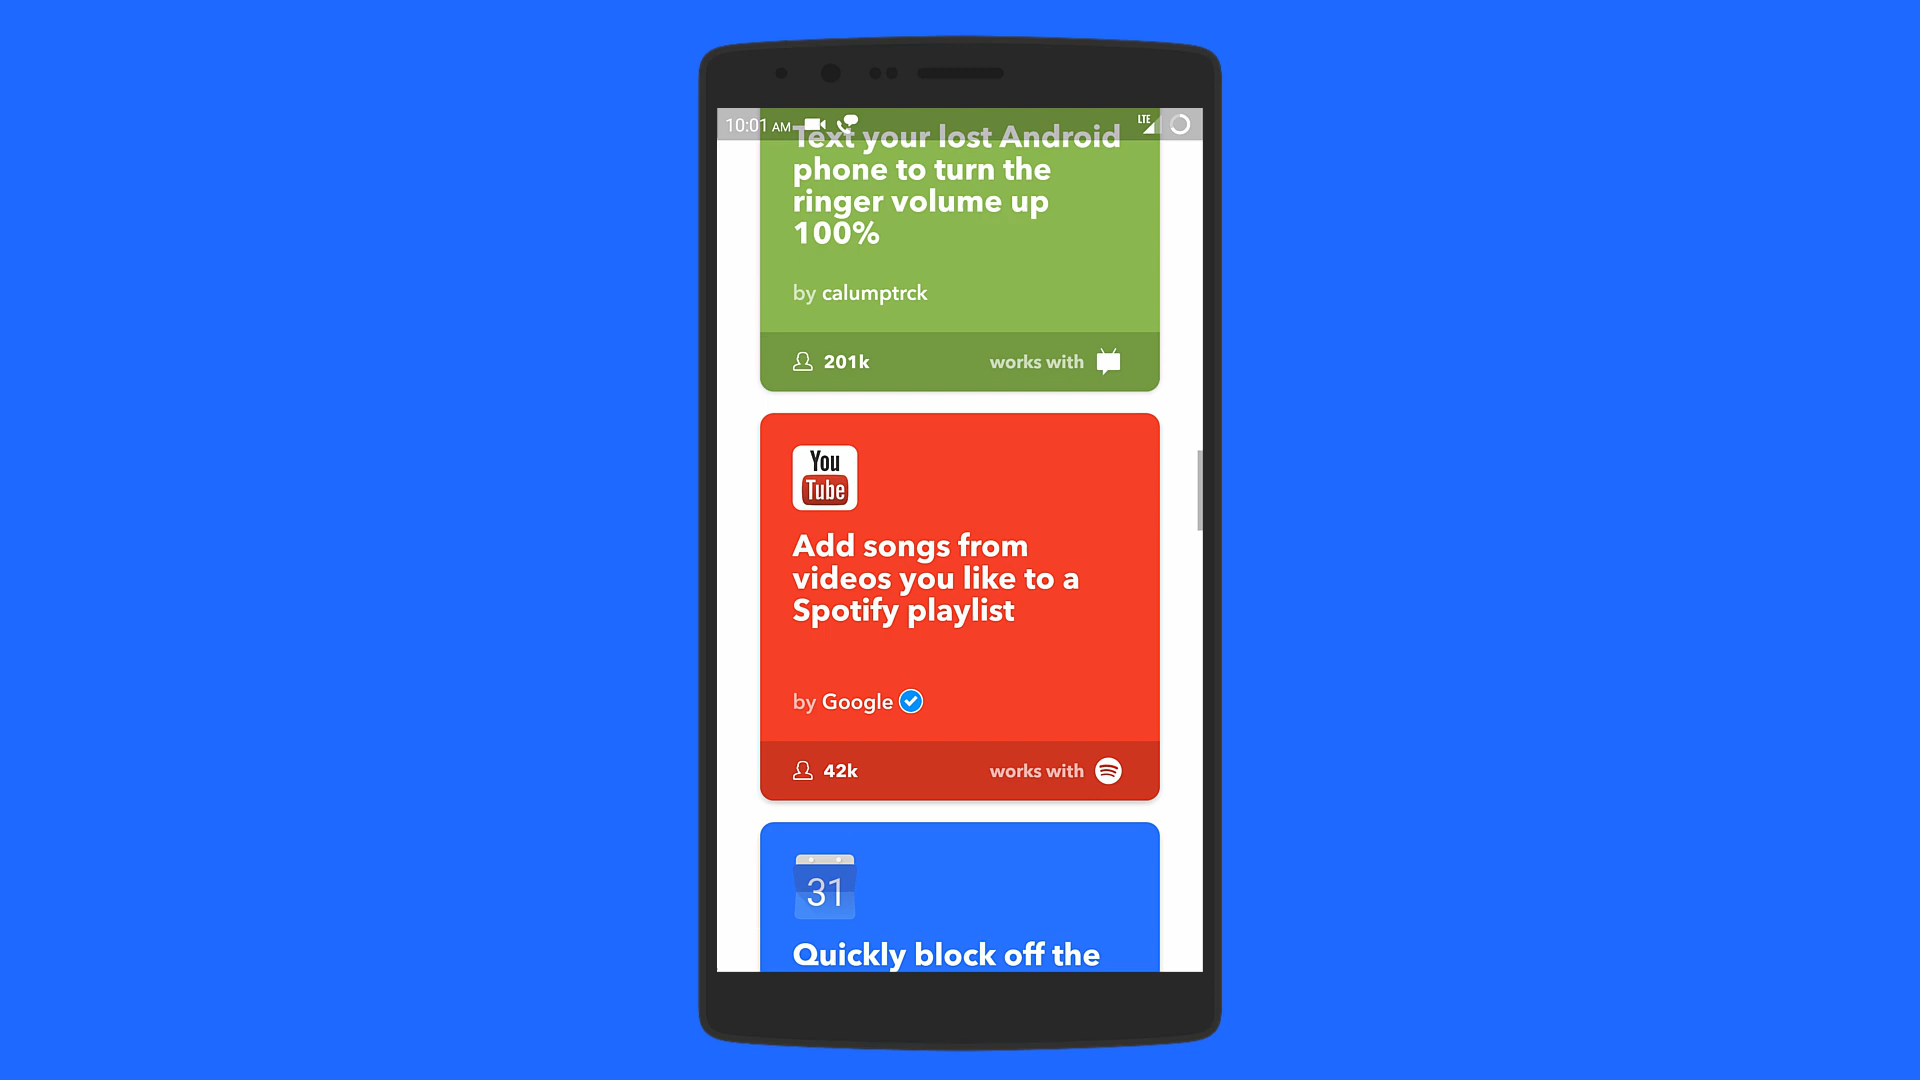 10:01 AM
LTE
Text your lost Android
phone to turn the
ringer volume up
100%
by calumptrck
201k
works with
You
Tube
Add songs from
videos you like to a
Spotify playlist
by Google
42k
works with
31
Quickly block off the